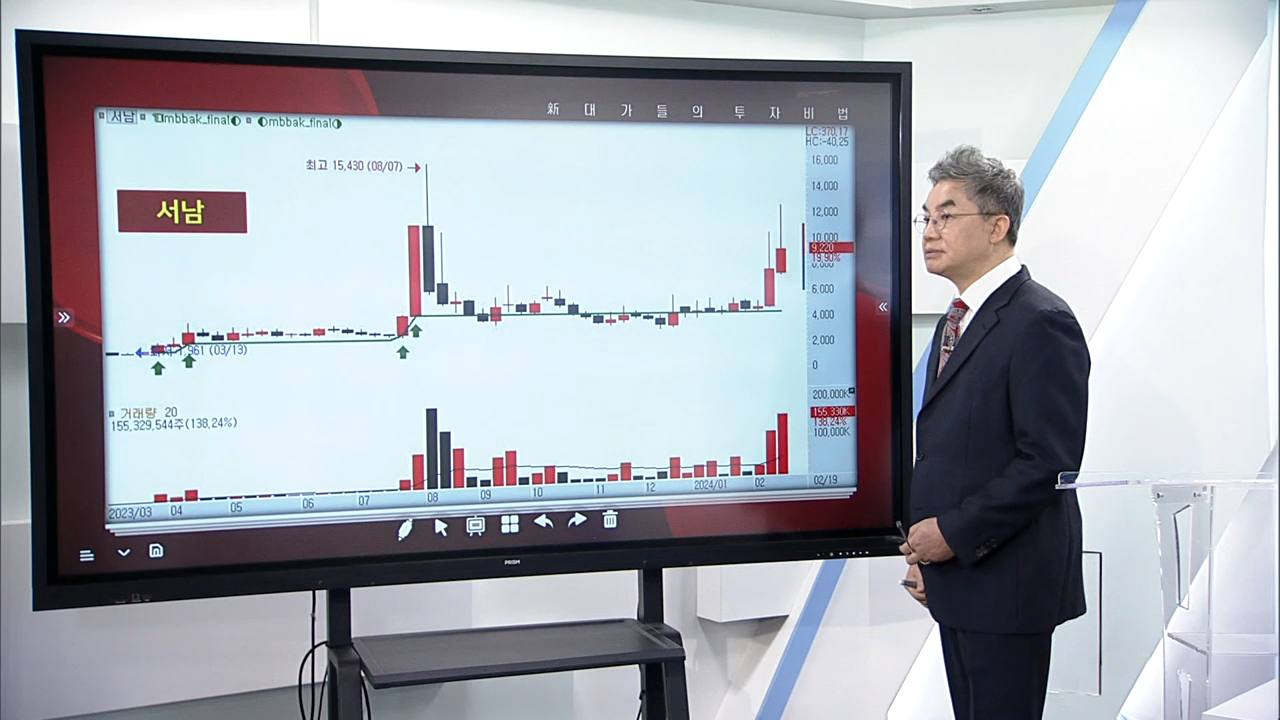 新 대 가 들 의 투 자 비 법
서남 mbbak_final mbbak_final
LC:370.17
HC:-40.25
최고 15,430 (08/07)
서남
16,000
14,000
12,000
10,000
9,220
19.90%
8,000
6,000
4,000
2,000
0
1,961 (03/13)
거래량 20
155,329,544주(138.24%)
200,000K
155,330K
138.24%
100,000K
2023/03 04 05 06 07 08 09 10 11 12 2024/01 02 02/19
PRISM